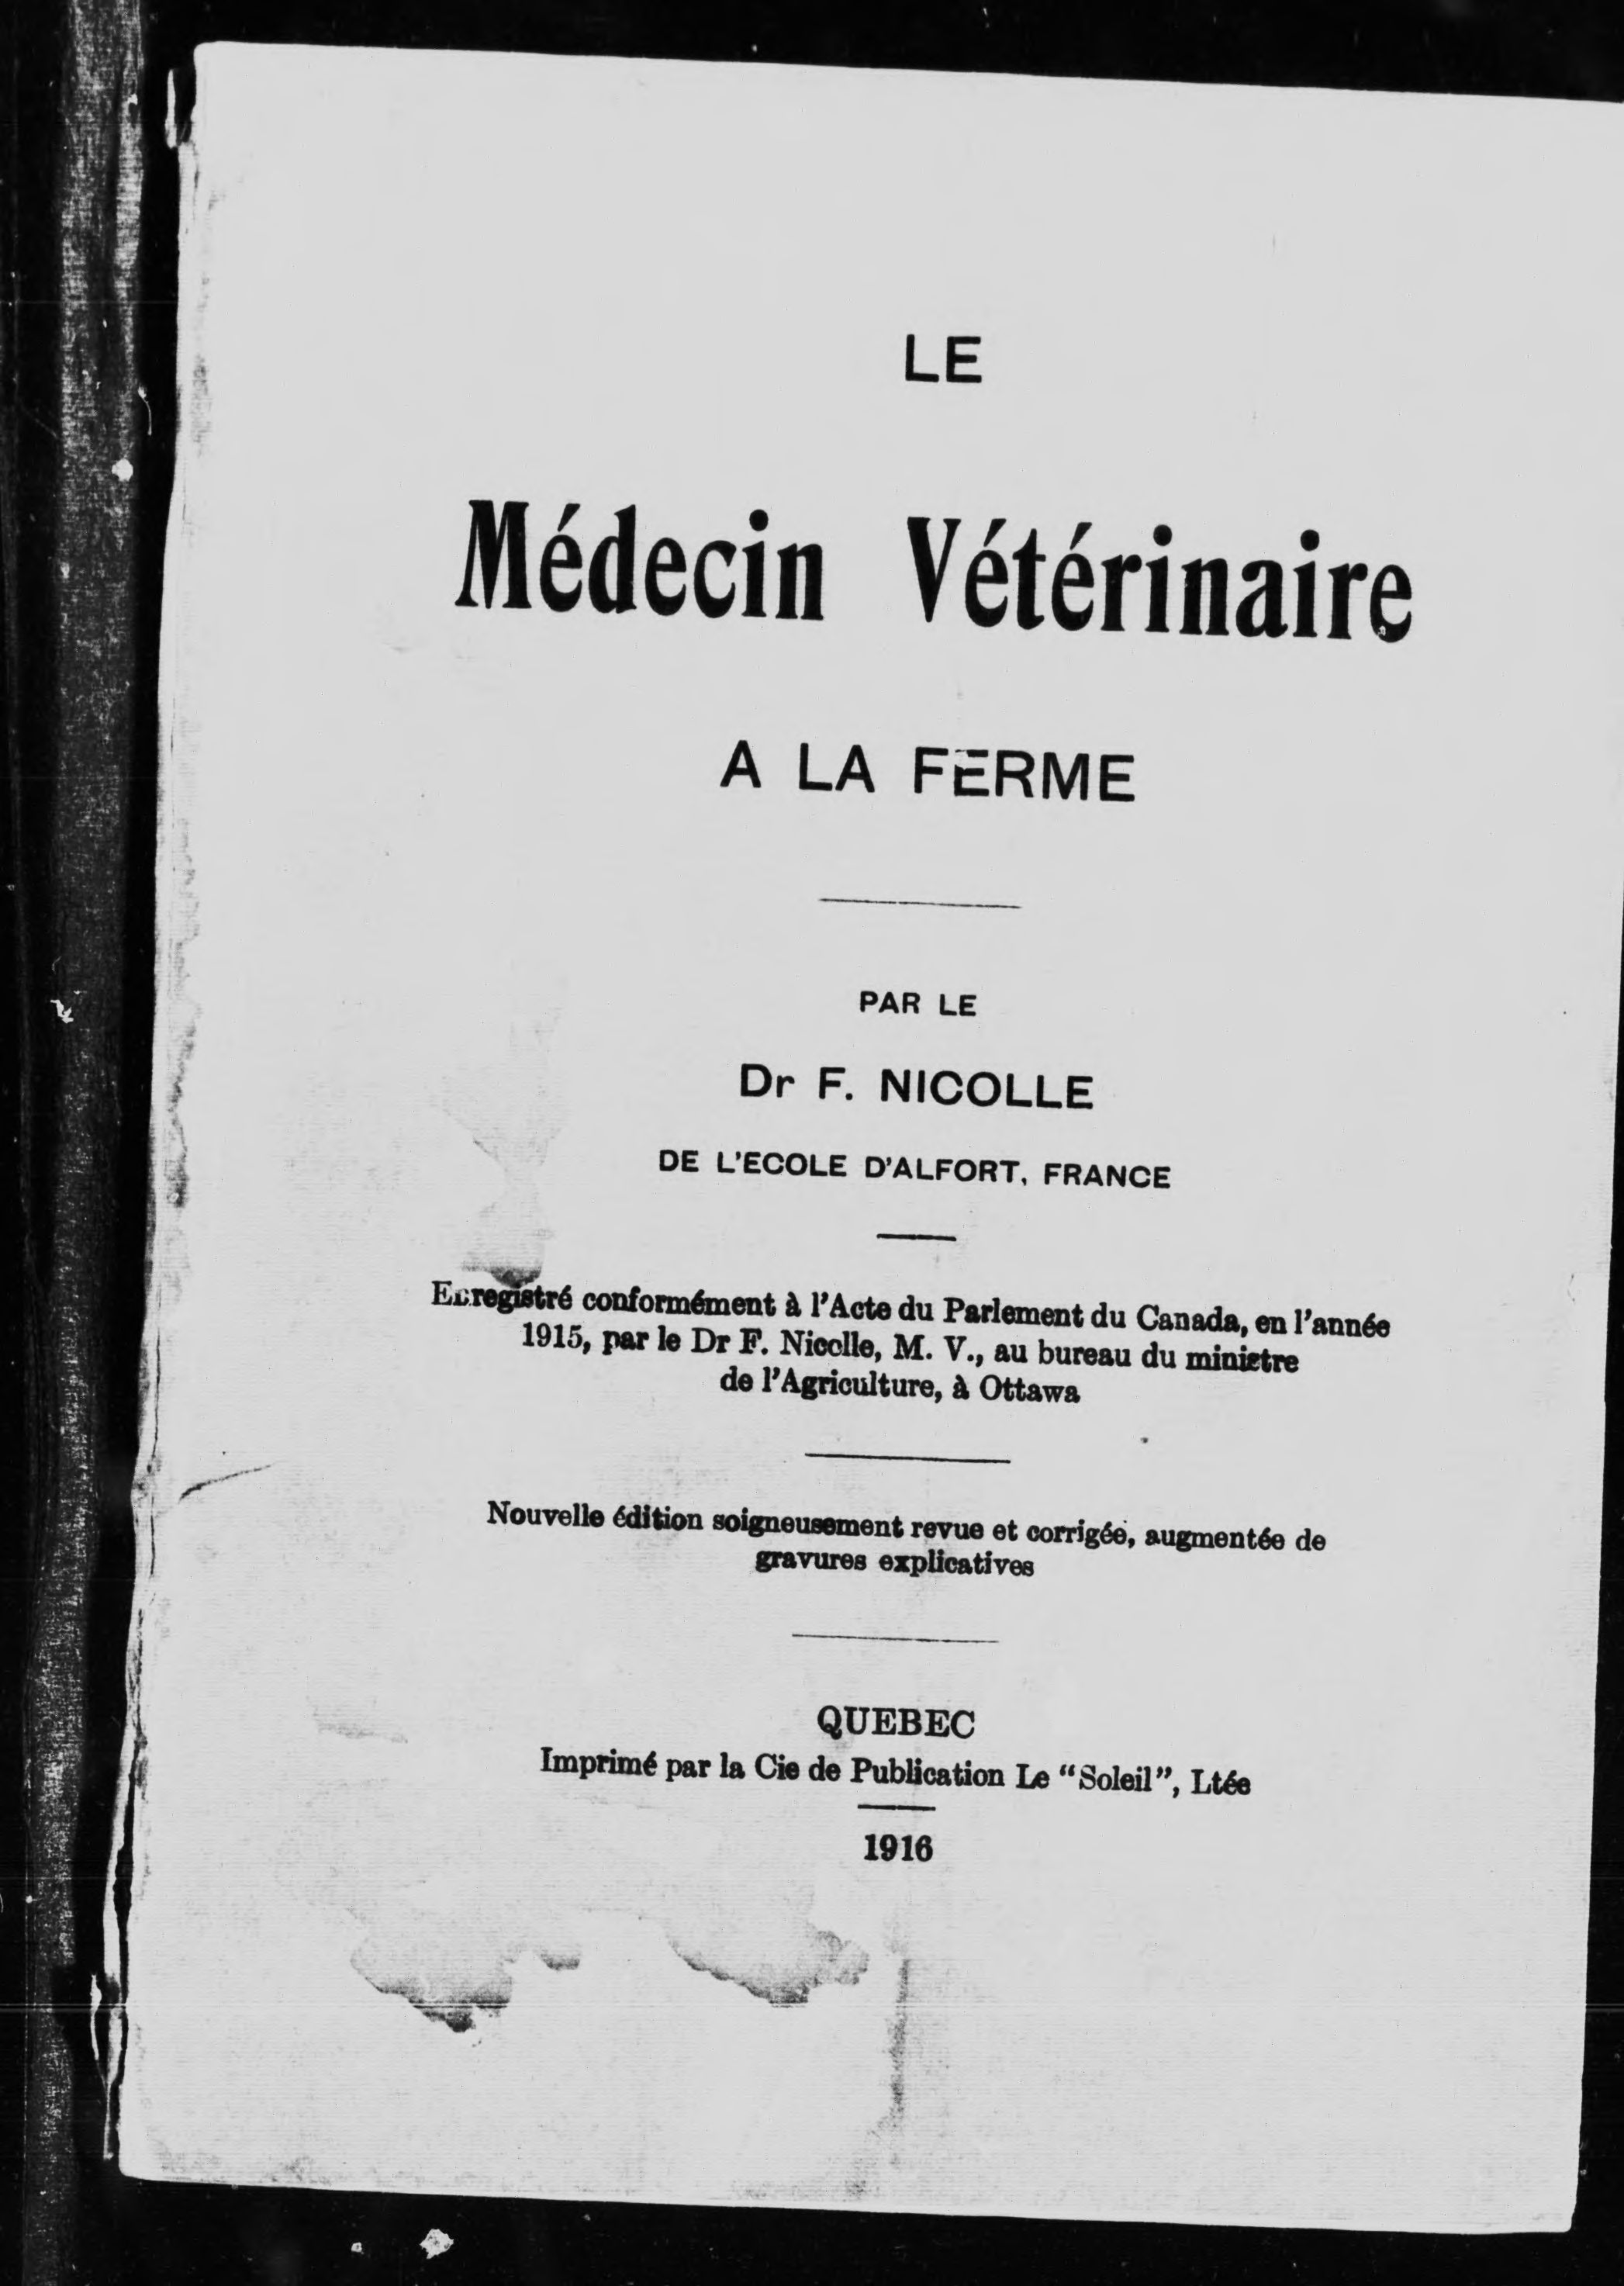 LE
Médecin Vétérinaire
A LA FERME
PAR LE
Dr F. NICOLLE
DE L'ECOLE D'ALFORT, FRANCE
Enregistré conformément à l'Acte du Parlement du Canada, en l'année
1915, par le Dr F. Nicolle, M. V., au bureau du ministre
de l'Agriculture, à Ottawa
Nouvelle édition soigneusement revue et corrigée, augmentée de
gravures explicatives
QUEBEC
Imprimé par la Cie de Publication Le "Soleil", Ltée
1916